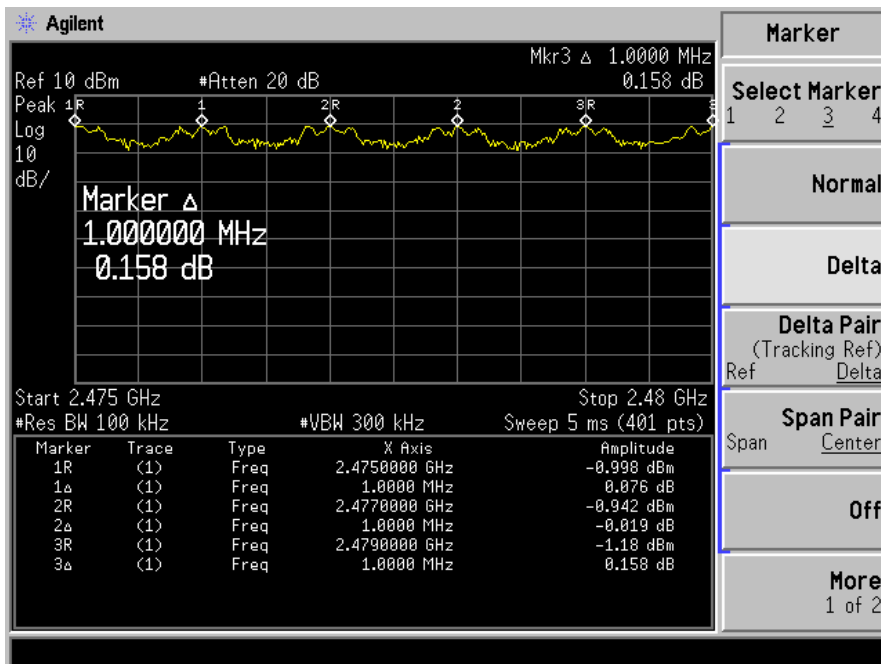 Agilent
Marker
Mkr3 Δ 1.0000 MHz
Ref 10 dBm #Atten 20 dB 0.158 dB
Peak
Log
10
dB/
1R 1 2R 2 3R 3
Marker Δ
1.000000 MHz
0.158 dB
Start 2.475 GHz Stop 2.48 GHz
#Res BW 100 kHz #VBW 300 kHz Sweep 5 ms (401 pts)
Marker Trace Type X Axis Amplitude
1R (1) Freq 2.4750000 GHz -0.998 dBm
1Δ (1) Freq 1.0000 MHz 0.076 dB
2R (1) Freq 2.4770000 GHz -0.942 dBm
2Δ (1) Freq 1.0000 MHz -0.019 dB
3R (1) Freq 2.4790000 GHz -1.18 dBm
3Δ (1) Freq 1.0000 MHz 0.158 dB
Select Marker
1 2 3 4
Normal
Delta
Delta Pair
(Tracking Ref)
Ref Delta
Span Pair
Span Center
Off
More
1 of 2